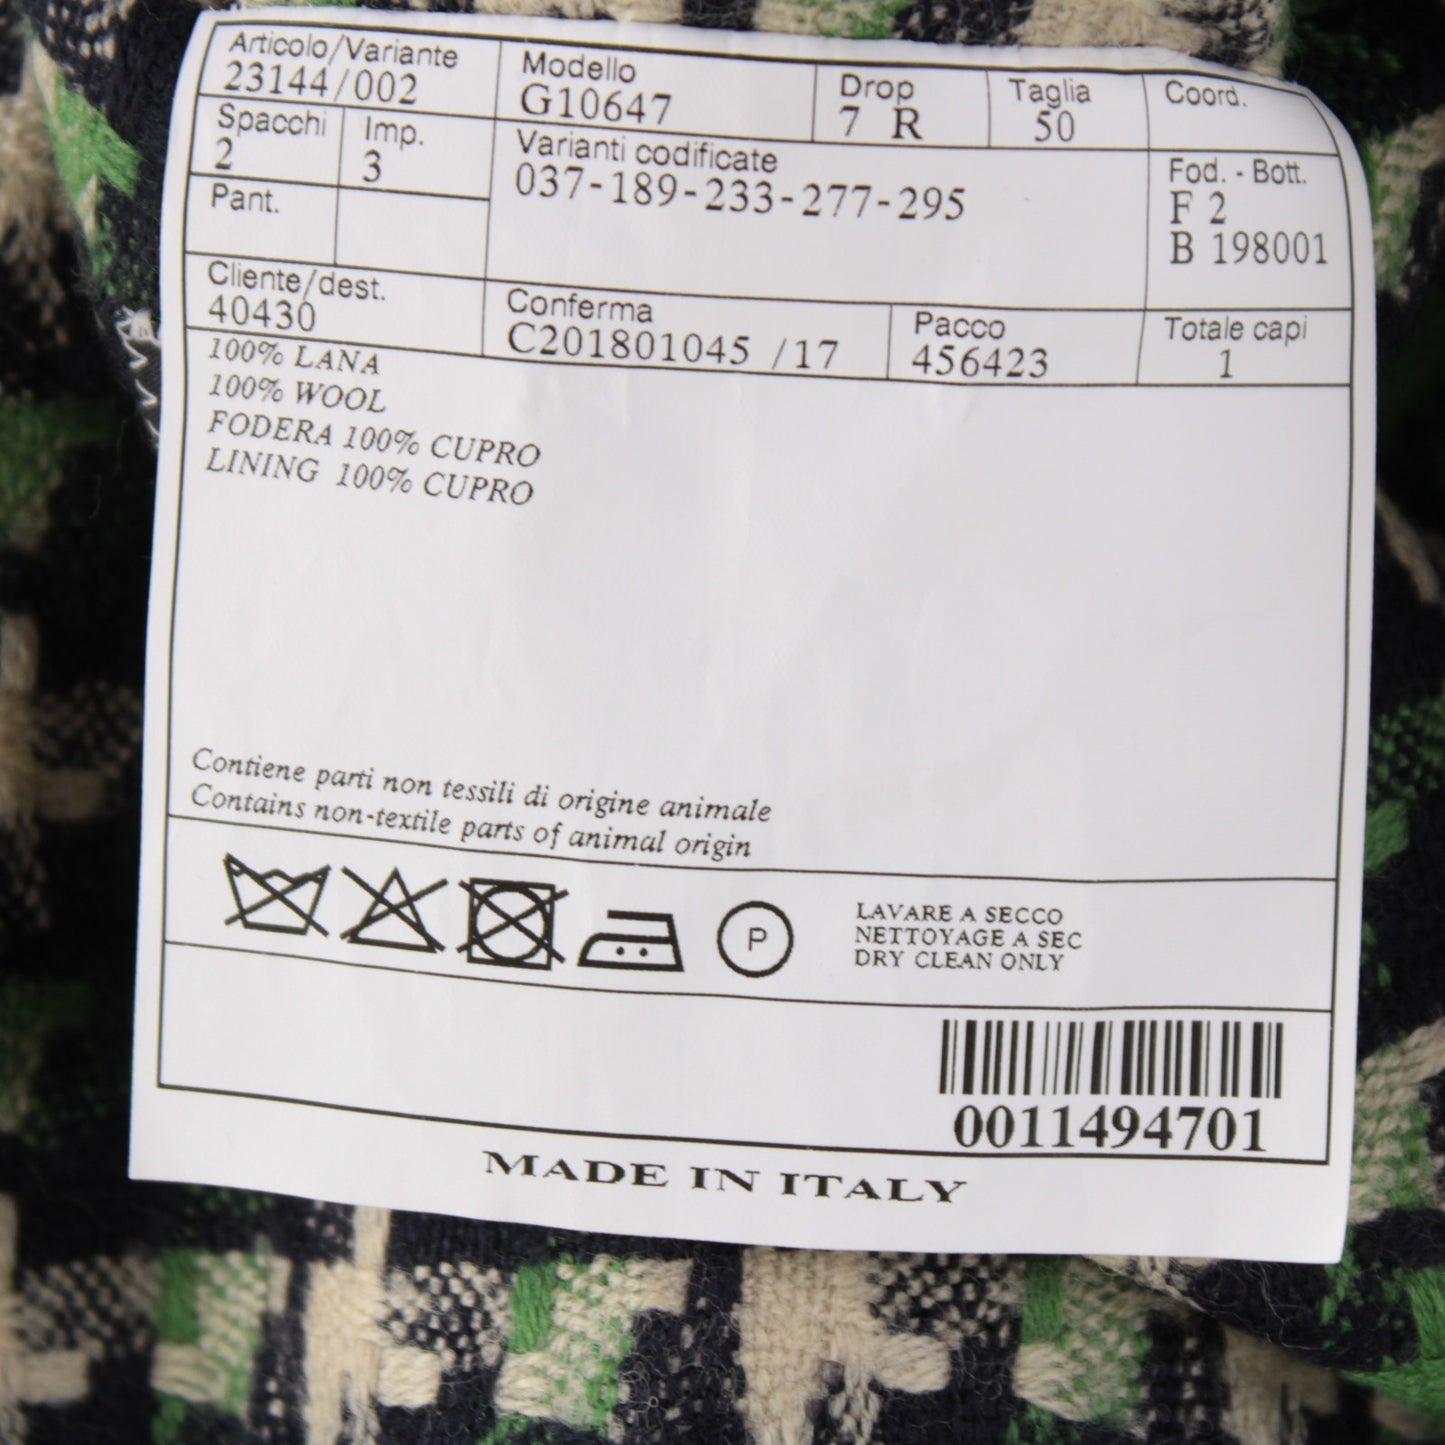 Articolo/Variante
23144/002
Modello
G10647
Drop
7 R
Taglia
50
Coord.
Spacchi
2
Imp.
3
Varianti codificate
037-189-233-277-295
Fod. - Bott.
F 2
B 198001
Pant.
Cliente/dest.
40430
Conferma
C201801045 /17
Pacco
456423
Totale capi
1
100% LANA
100% WOOL
FODERA 100% CUPRO
LINING 100% CUPRO
Contiene parti non tessili di origine animale
Contains non-textile parts of animal origin
P
LAVARE A SECCO
NETTOYAGE A SEC
DRY CLEAN ONLY
0011494701
MADE IN ITALY